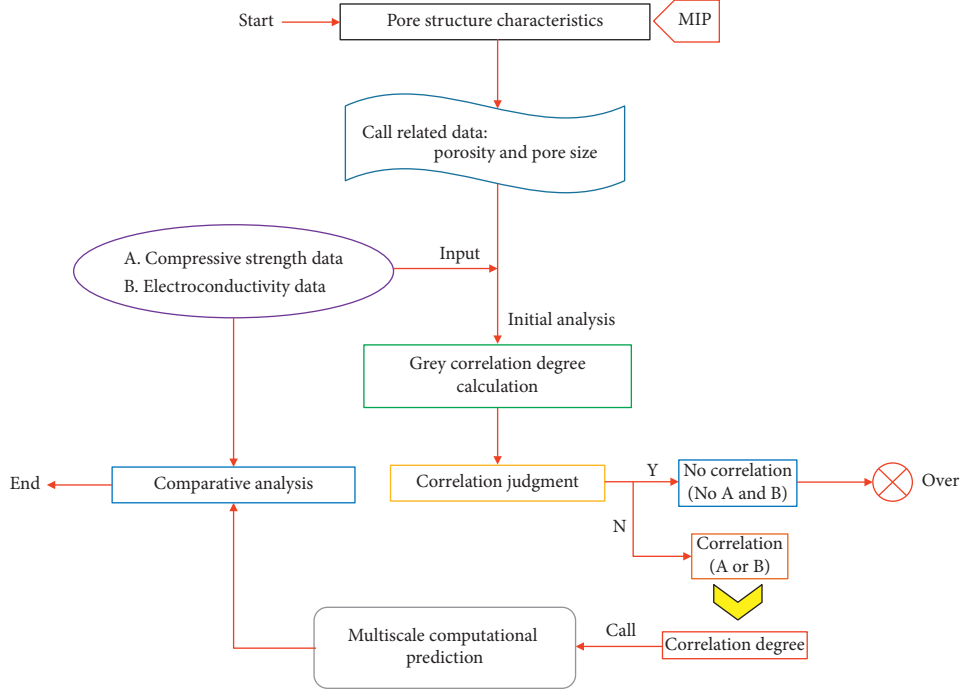 Start
Pore structure characteristics
MIP
Call related data:
porosity and pore size
A. Compressive strength data
B. Electroconductivity data
Input
Initial analysis
Grey correlation degree
calculation
End
Comparative analysis
Correlation judgment
Y
No correlation
(No A and B)
Over
N
Correlation
(A or B)
Multiscale computational
prediction
Call
Correlation degree